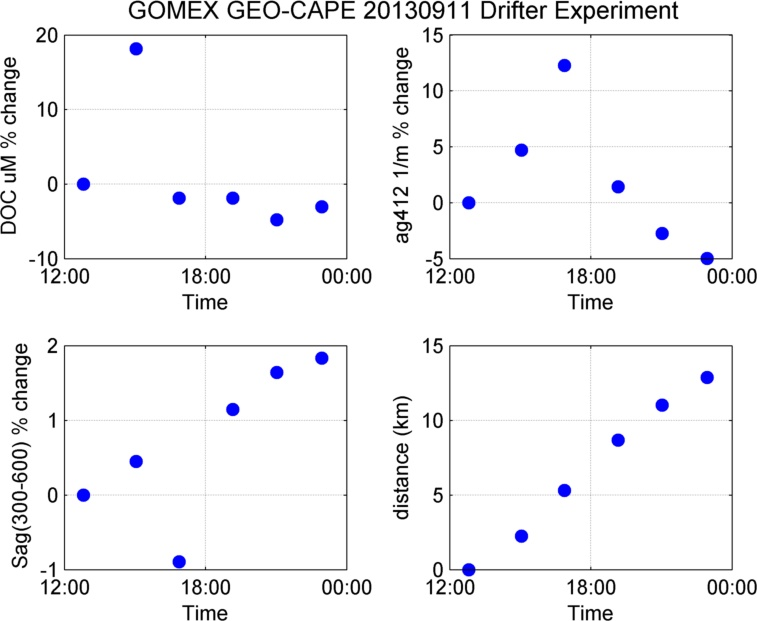 GOMEX GEO-CAPE 20130911 Drifter Experiment
DOC uM % change
20
10
0
-10
12:00 18:00 00:00
Time
ag412 1/m % change
15
10
5
0
-5
12:00 18:00 00:00
Time
Sag(300-600) % change
2
1
0
-1
12:00 18:00 00:00
Time
distance (km)
15
10
5
0
12:00 18:00 00:00
Time